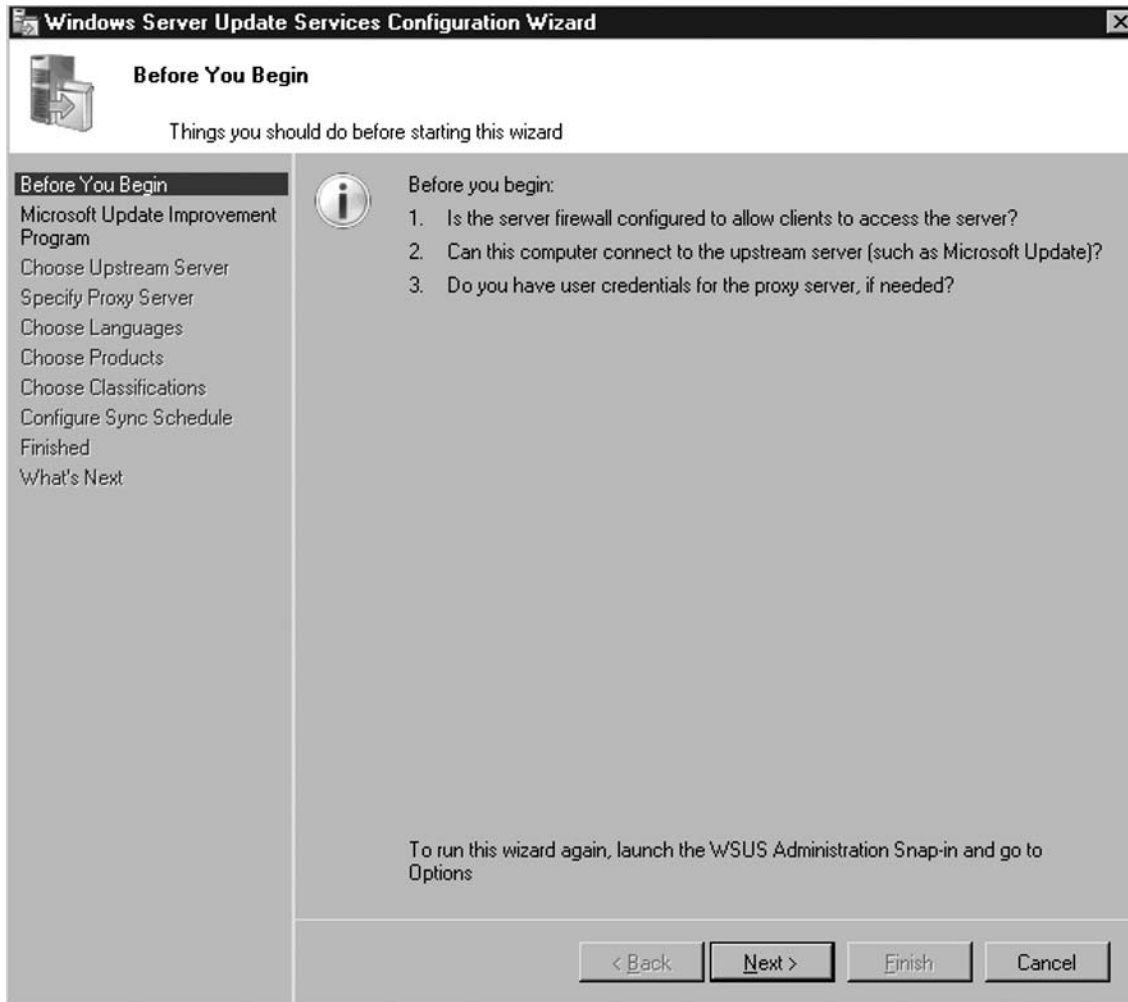 Windows Server Update Services Configuration Wizard
Before You Begin
Things you should do before starting this wizard
Before You Begin
Microsoft Update Improvement
Program
Choose Upstream Server
Specify Proxy Server
Choose Languages
Choose Products
Choose Classifications
Configure Sync Schedule
Finished
What's Next
Before you begin:
1. Is the server firewall configured to allow clients to access the server?
2. Can this computer connect to the upstream server (such as Microsoft Update)?
3. Do you have user credentials for the proxy server, if needed?
To run this wizard again, launch the WSUS Administration Snap-in and go to
Options
< Back Next > Finish Cancel